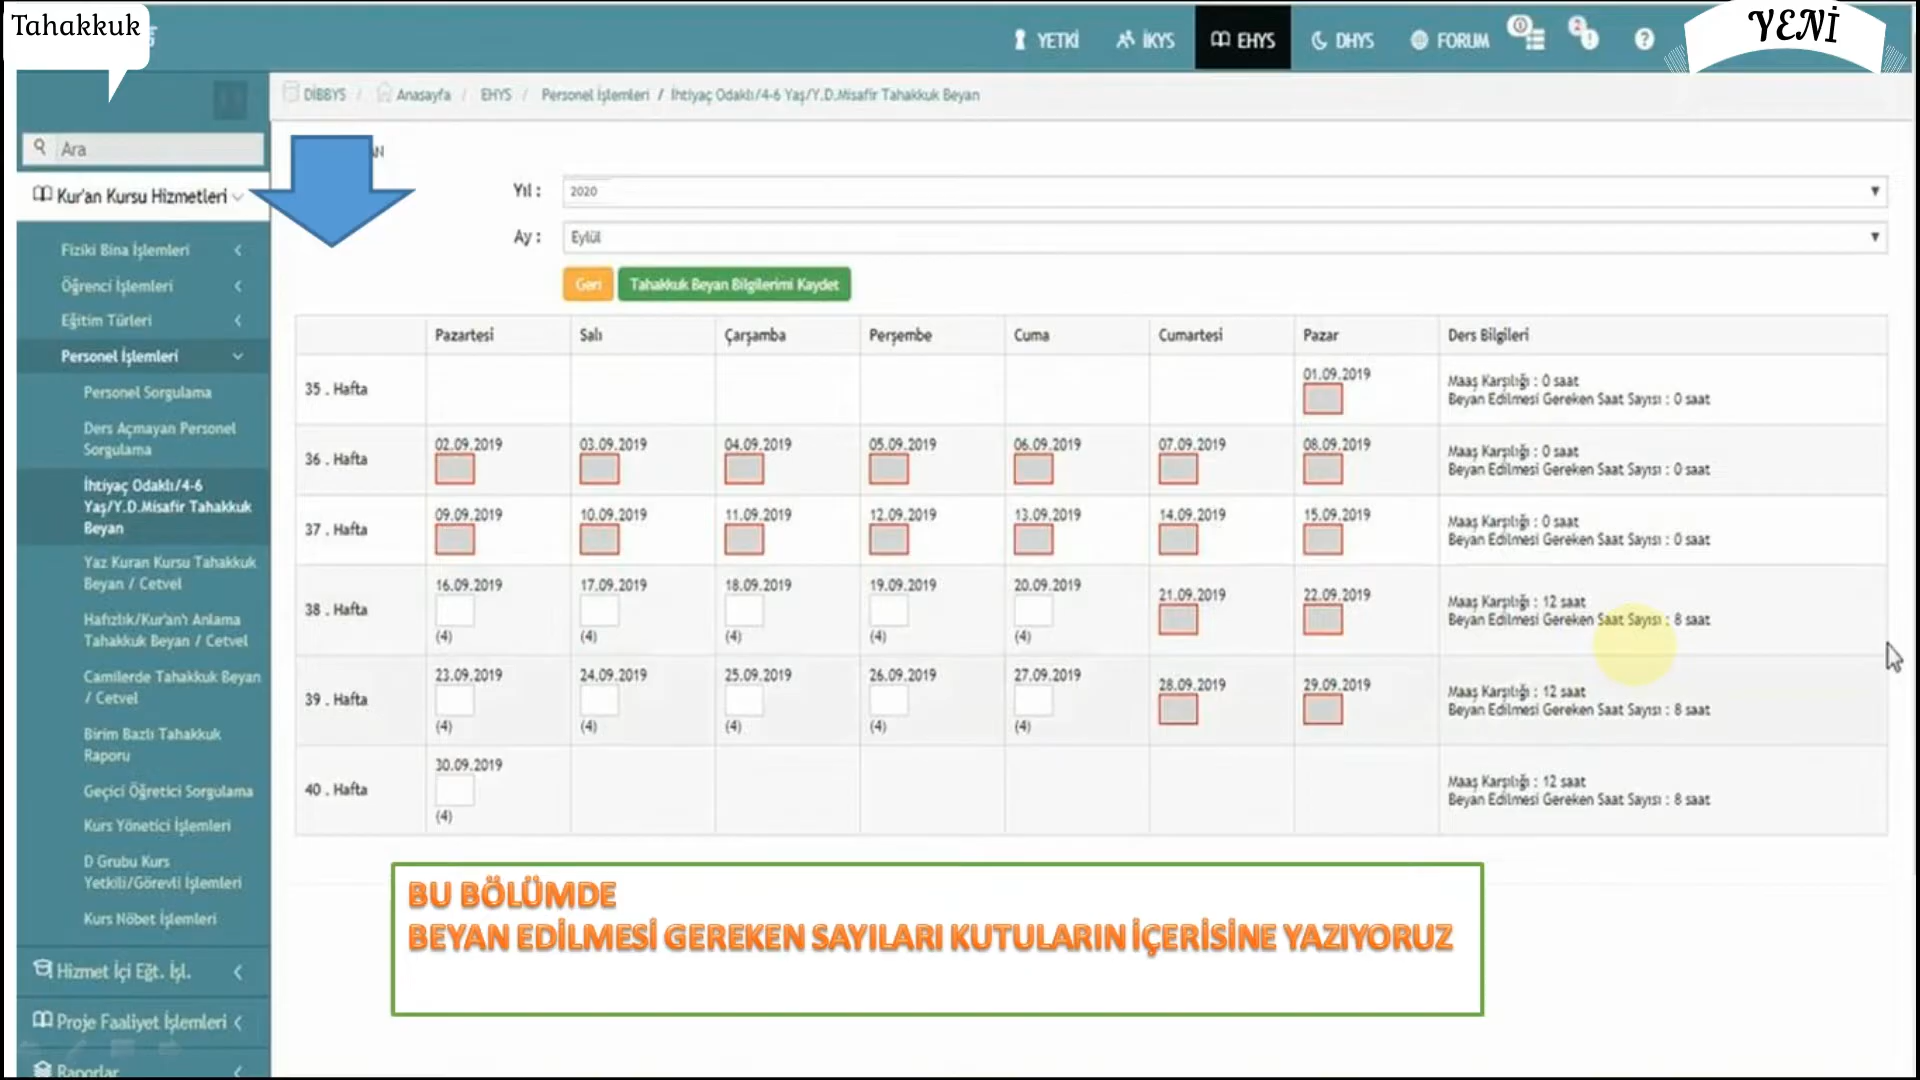 Tahakkuk
YETKİ
İKYS
EHYS
DHYS
FORUM
0
2
?
YENİ
DİBBYS / Anasayfa / EHYS / Personel İşlemleri / İhtiyaç Odaklı/4-6 Yaş/Y.D.Misafir Tahakkuk Beyan
Ara
Kur'an Kursu Hizmetleri
Fiziki Bina İşlemleri
Öğrenci İşlemleri
Eğitim Türleri
Personel İşlemleri
Personel Sorgulama
Ders Açmayan Personel
Sorgulama
İhtiyaç Odaklı/4-6
Yaş/Y.D.Misafir Tahakkuk
Beyan
Yaz Kuran Kursu Tahakkuk
Beyan / Cetvel
Hafızlık/Kur'an'ı Anlama
Tahakkuk Beyan / Cetvel
Camilerde Tahakkuk Beyan
/ Cetvel
Birim Bazlı Tahakkuk
Raporu
Geçici Öğretici Sorgulama
Kurs Yönetici İşlemleri
D Grubu Kurs
Yetkili/Görevli İşlemleri
Kurs Nöbet İşlemleri
Hizmet İçi Eğt. İşl.
Proje Faaliyet İşlemleri
Raporlar
Yıl : 2020
Ay : Eylül
Geri
Tahakkuk Beyan Bilgilerimi Kaydet
Pazartesi Salı Çarşamba Perşembe Cuma Cumartesi Pazar Ders Bilgileri
35 . Hafta
01.09.2019
Maaş Karşılığı : 0 saat
Beyan Edilmesi Gereken Saat Sayısı : 0 saat
36 . Hafta
02.09.2019 03.09.2019 04.09.2019 05.09.2019 06.09.2019 07.09.2019 08.09.2019
Maaş Karşılığı : 0 saat
Beyan Edilmesi Gereken Saat Sayısı : 0 saat
37 . Hafta
09.09.2019 10.09.2019 11.09.2019 12.09.2019 13.09.2019 14.09.2019 15.09.2019
Maaş Karşılığı : 0 saat
Beyan Edilmesi Gereken Saat Sayısı : 0 saat
38 . Hafta
16.09.2019 17.09.2019 18.09.2019 19.09.2019 20.09.2019 21.09.2019 22.09.2019
(4) (4) (4) (4) (4)
Maaş Karşılığı : 12 saat
Beyan Edilmesi Gereken Saat Sayısı : 8 saat
39 . Hafta
23.09.2019 24.09.2019 25.09.2019 26.09.2019 27.09.2019 28.09.2019 29.09.2019
(4) (4) (4) (4) (4)
Maaş Karşılığı : 12 saat
Beyan Edilmesi Gereken Saat Sayısı : 8 saat
40 . Hafta
30.09.2019
(4)
Maaş Karşılığı : 12 saat
Beyan Edilmesi Gereken Saat Sayısı : 8 saat
BU BÖLÜMDE
BEYAN EDİLMESİ GEREKEN SAYILARI KUTULARIN İÇERİSİNE YAZIYORUZ